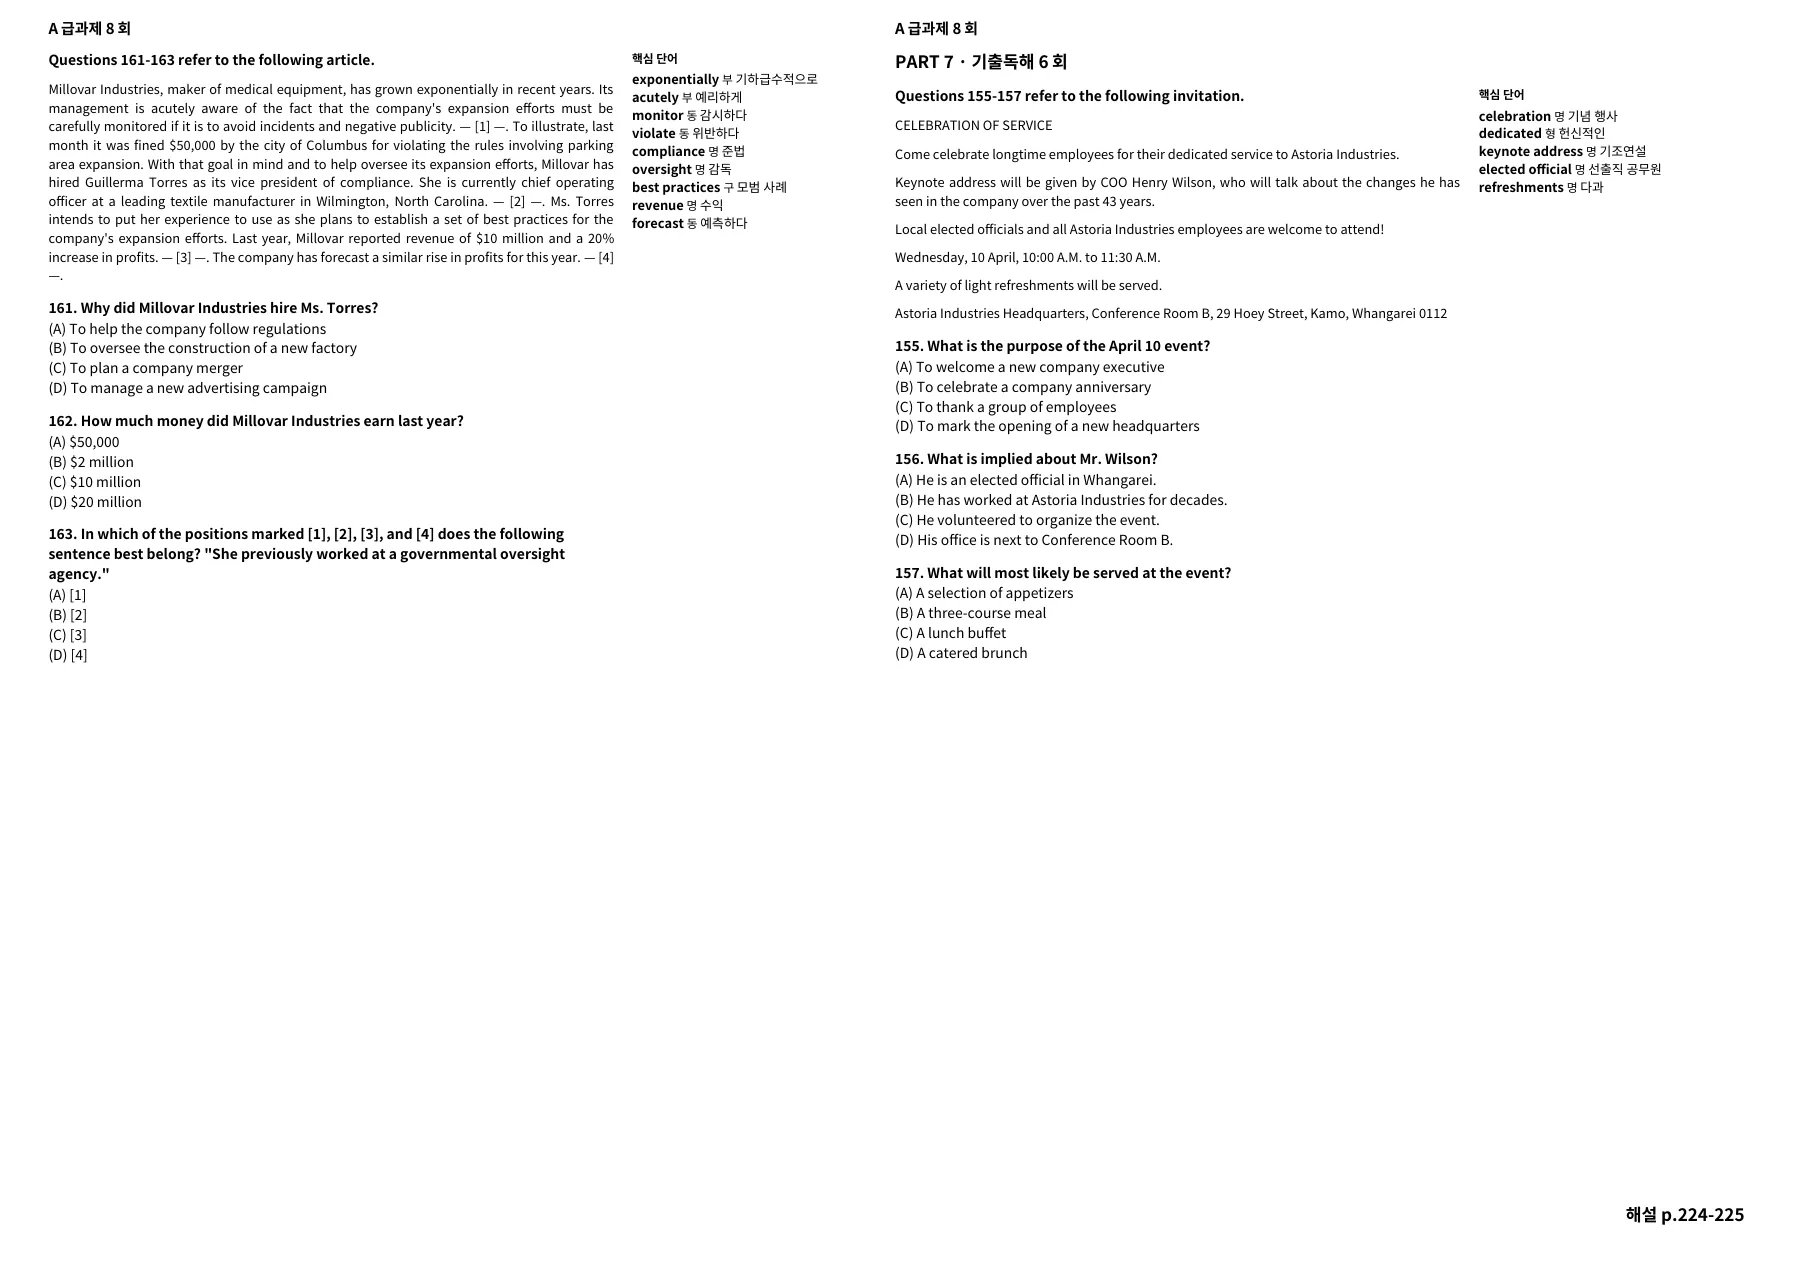 A 급과제 8 회
Questions 161-163 refer to the following article.
Millovar Industries, maker of medical equipment, has grown exponentially in recent years. Its
management is acutely aware of the fact that the company's expansion efforts must be
carefully monitored if it is to avoid incidents and negative publicity. — [1] —. To illustrate, last
month it was fined $50,000 by the city of Columbus for violating the rules involving parking
area expansion. With that goal in mind and to help oversee its expansion efforts, Millovar has
hired Guillerma Torres as its vice president of compliance. She is currently chief operating
officer at a leading textile manufacturer in Wilmington, North Carolina. — [2] —. Ms. Torres
intends to put her experience to use as she plans to establish a set of best practices for the
company's expansion efforts. Last year, Millovar reported revenue of $10 million and a 20%
increase in profits. — [3] —. The company has forecast a similar rise in profits for this year. — [4]
—.
161. Why did Millovar Industries hire Ms. Torres?
(A) To help the company follow regulations
(B) To oversee the construction of a new factory
(C) To plan a company merger
(D) To manage a new advertising campaign
162. How much money did Millovar Industries earn last year?
(A) $50,000
(B) $2 million
(C) $10 million
(D) $20 million
163. In which of the positions marked [1], [2], [3], and [4] does the following
sentence best belong? "She previously worked at a governmental oversight
agency."
(A) [1]
(B) [2]
(C) [3]
(D) [4]
핵심 단어
exponentially 부 기하급수적으로
acutely 부 예리하게
monitor 동 감시하다
violate 동 위반하다
compliance 명 준법
oversight 명 감독
best practices 구 모범 사례
revenue 명 수익
forecast 동 예측하다
A 급과제 8 회
PART 7 · 기출독해 6 회
Questions 155-157 refer to the following invitation.
CELEBRATION OF SERVICE
Come celebrate longtime employees for their dedicated service to Astoria Industries.
Keynote address will be given by COO Henry Wilson, who will talk about the changes he has
seen in the company over the past 43 years.
Local elected officials and all Astoria Industries employees are welcome to attend!
Wednesday, 10 April, 10:00 A.M. to 11:30 A.M.
A variety of light refreshments will be served.
Astoria Industries Headquarters, Conference Room B, 29 Hoey Street, Kamo, Whangarei 0112
155. What is the purpose of the April 10 event?
(A) To welcome a new company executive
(B) To celebrate a company anniversary
(C) To thank a group of employees
(D) To mark the opening of a new headquarters
156. What is implied about Mr. Wilson?
(A) He is an elected official in Whangarei.
(B) He has worked at Astoria Industries for decades.
(C) He volunteered to organize the event.
(D) His office is next to Conference Room B.
157. What will most likely be served at the event?
(A) A selection of appetizers
(B) A three-course meal
(C) A lunch buffet
(D) A catered brunch
핵심 단어
celebration 명 기념 행사
dedicated 형 헌신적인
keynote address 명 기조연설
elected official 명 선출직 공무원
refreshments 명 다과
해설 p.224-225